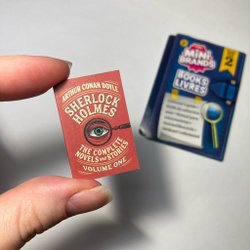 ARTHUR CONAN DOYLE
SHERLOCK
HOLMES
THE COMPLETE
NOVELS AND STORIES
VOLUME ONE
MINI
BRANDS
BOOKS
LIVRES
2